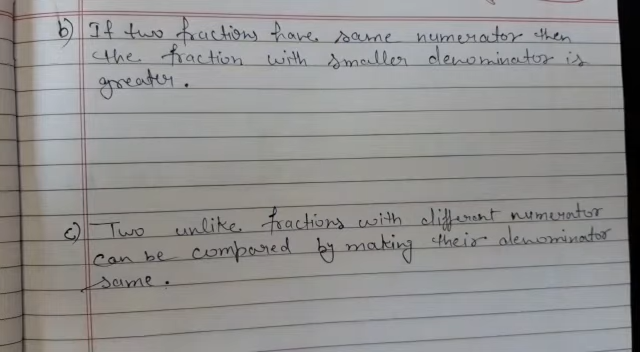 b) If two fractions have same numerator then
the fraction with smaller denominator is
greater.
c) Two unlike fractions with different numerator
can be compared by making their denominator
same.